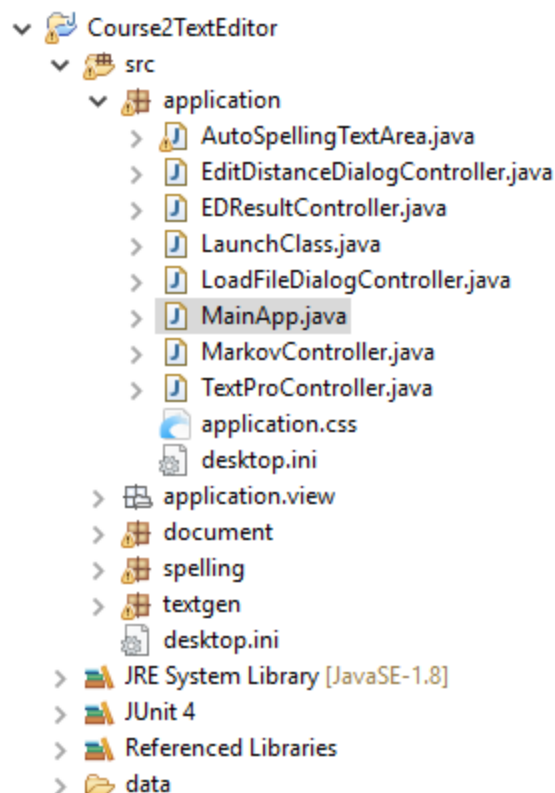 Course2TextEditor
src
application
AutoSpellingTextArea.java
EditDistanceDialogController.java
EDResultController.java
LaunchClass.java
LoadFileDialogController.java
MainApp.java
MarkovController.java
TextProController.java
application.css
desktop.ini
application.view
document
spelling
textgen
desktop.ini
JRE System Library [JavaSE-1.8]
JUnit 4
Referenced Libraries
data